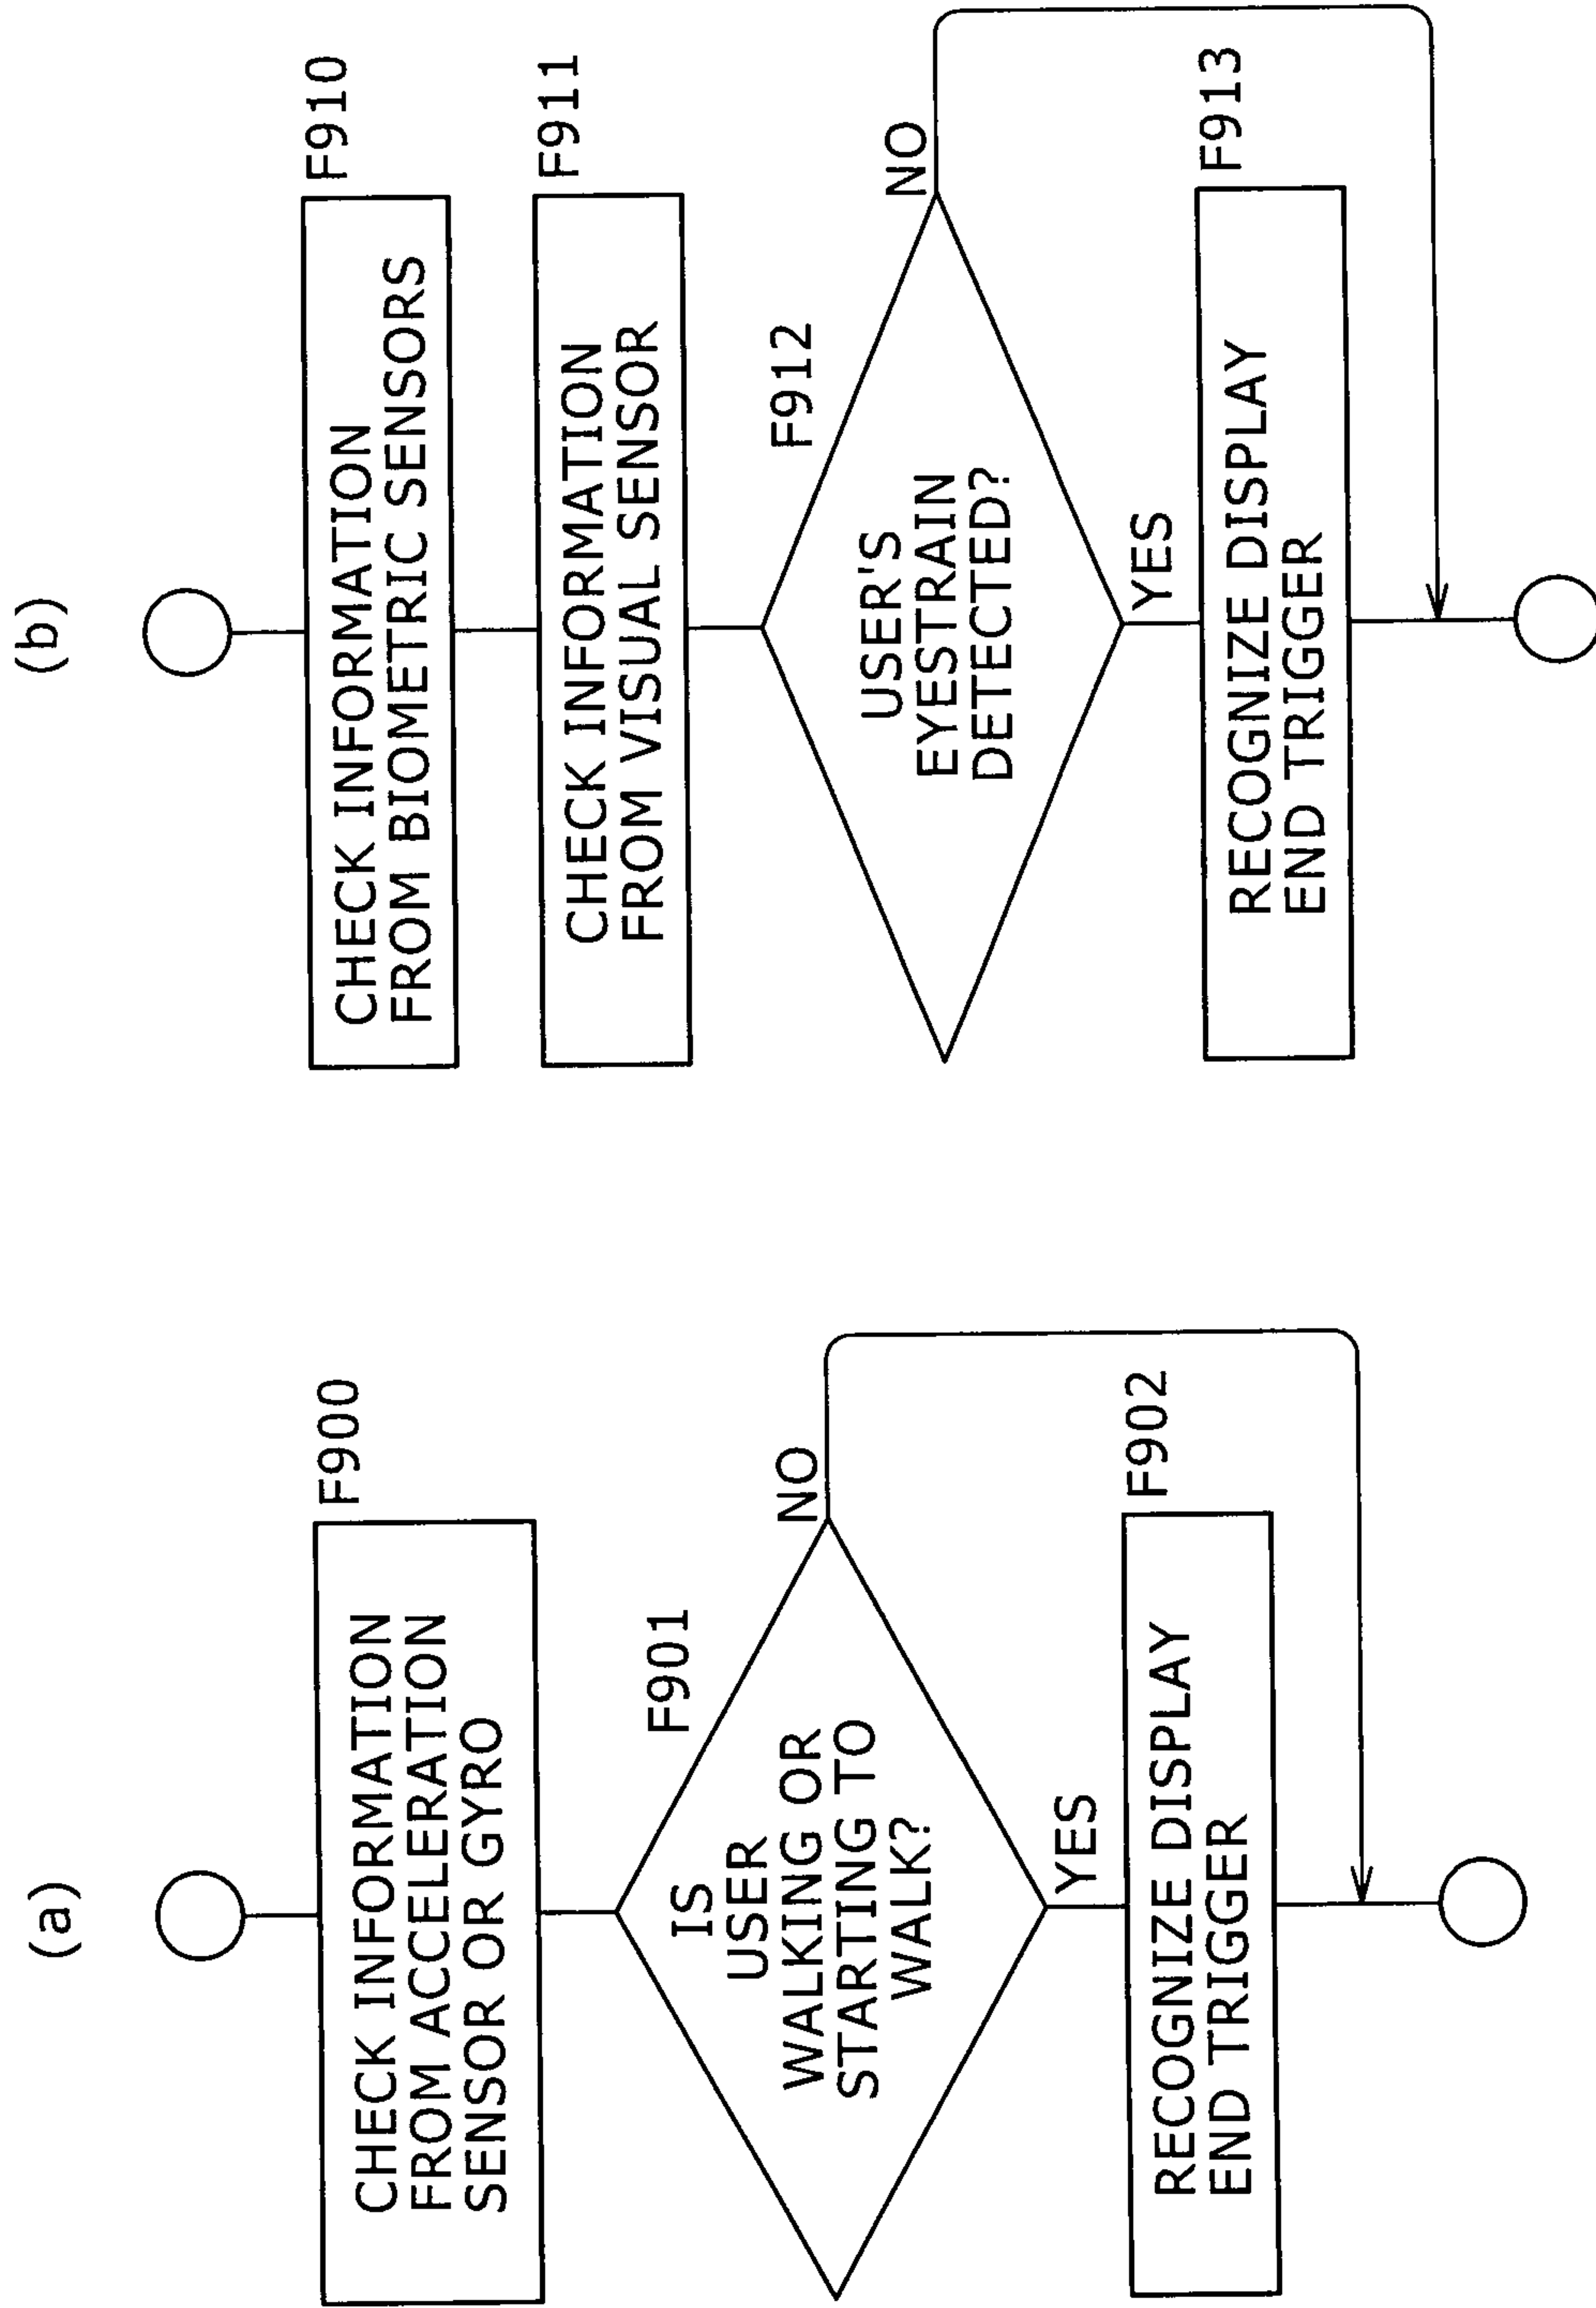 (a)
F900
CHECK INFORMATION
FROM ACCELERATION
SENSOR OR GYRO
F901
IS
USER
WALKING OR
STARTING TO
WALK?
NO
YES
F902
RECOGNIZE DISPLAY
END TRIGGER
(b)
F910
CHECK INFORMATION
FROM BIOMETRIC SENSORS
F911
CHECK INFORMATION
FROM VISUAL SENSOR
F912
USER'S
EYESTRAIN
DETECTED?
NO
YES
F913
RECOGNIZE DISPLAY
END TRIGGER